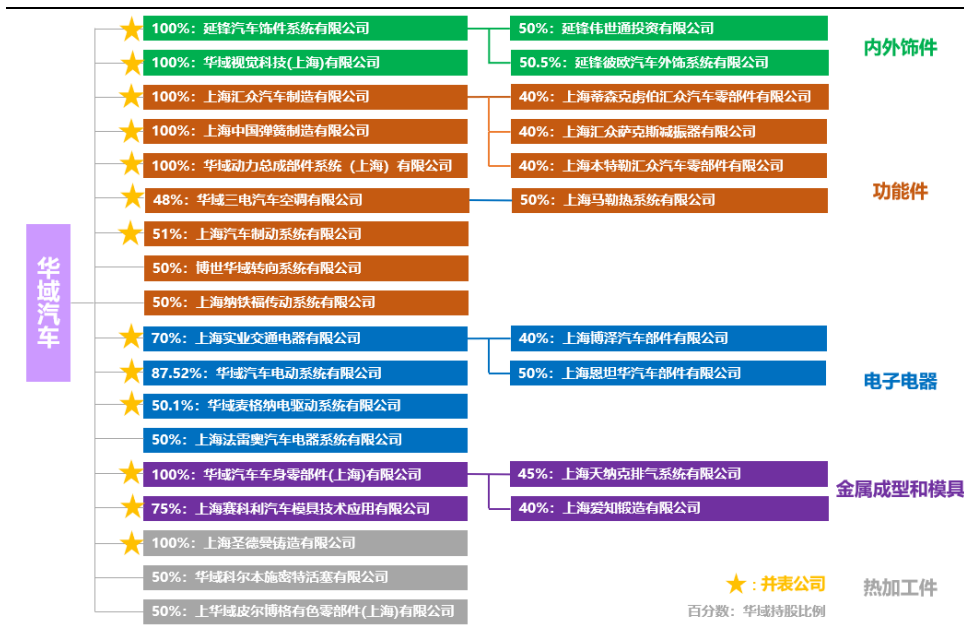 华域汽车
100%：延锋汽车饰件系统有限公司
50%：延锋伟世通投资有限公司
100%：华域视觉科技(上海)有限公司
50.5%：延锋彼欧汽车外饰系统有限公司
内外饰件
100%：上海汇众汽车制造有限公司
40%：上海蒂森克虏伯汇众汽车零部件有限公司
100%：上海中国弹簧制造有限公司
40%：上海汇众萨克斯减振器有限公司
100%：华域动力总成部件系统（上海）有限公司
40%：上海本特勒汇众汽车零部件有限公司
48%：华域三电汽车空调有限公司
50%：上海马勒热系统有限公司
功能件
51%：上海汽车制动系统有限公司
50%：博世华域转向系统有限公司
50%：上海纳铁福传动系统有限公司
70%：上海实业交通电器有限公司
40%：上海博泽汽车部件有限公司
87.52%：华域汽车电动系统有限公司
50%：上海恩坦华汽车部件有限公司
电子电器
50.1%：华域麦格纳电驱动系统有限公司
50%：上海法雷奥汽车电器系统有限公司
100%：华域汽车车身零部件(上海)有限公司
45%：上海天纳克排气系统有限公司
金属成型和模具
75%：上海赛科利汽车模具技术应用有限公司
40%：上海爱知锻造有限公司
100%：上海圣德曼铸造有限公司
50%：华域科尔本施密特活塞有限公司
★：并表公司
热加工件
50%：上华域皮尔博格有色零部件(上海)有限公司
百分数：华域持股比例